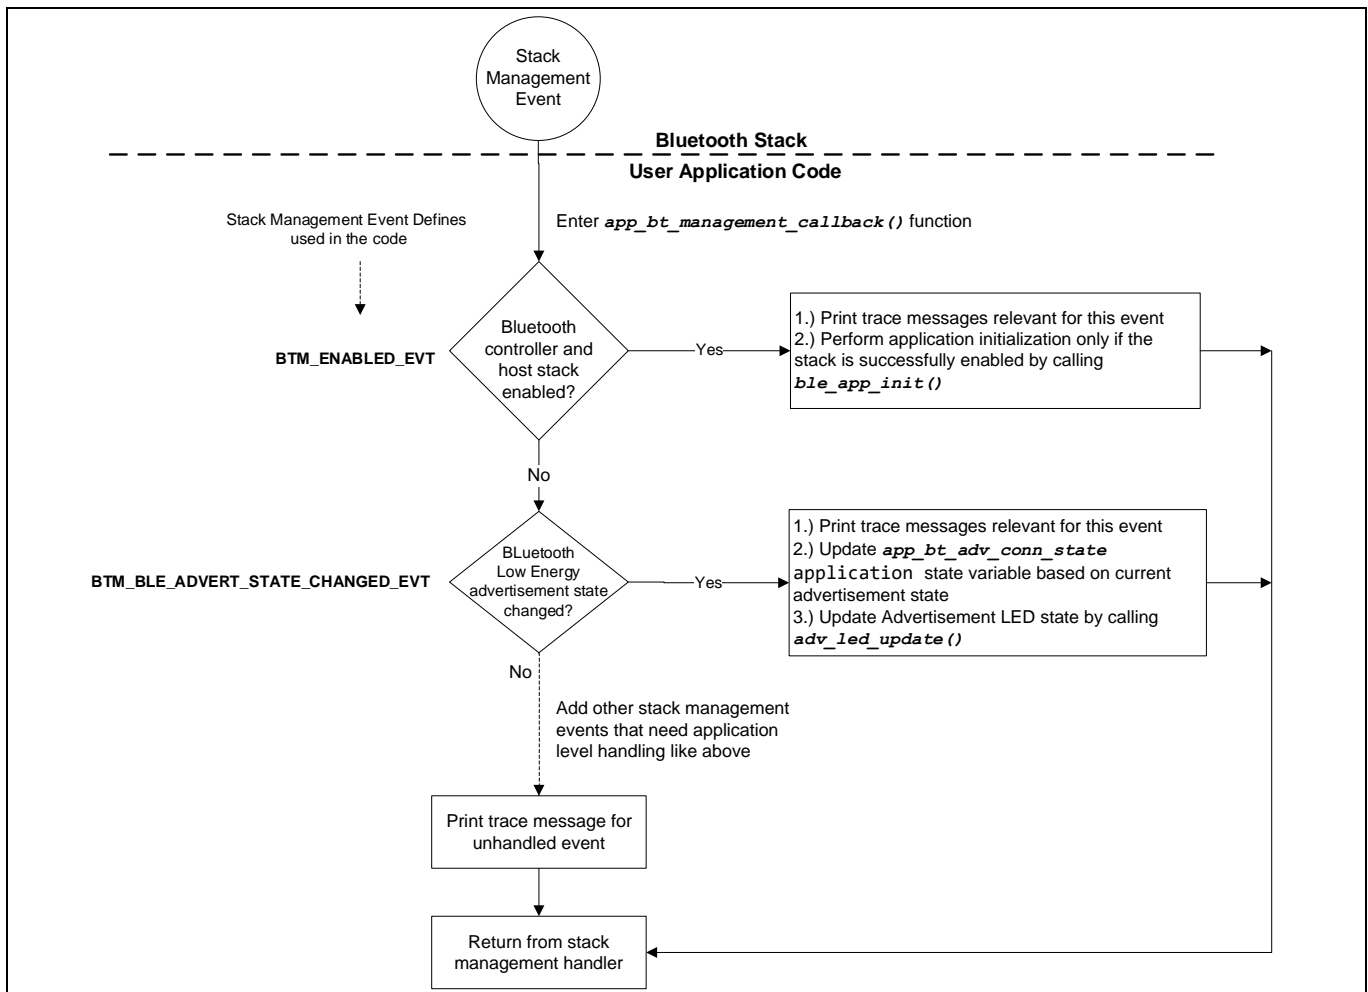 Stack
Management
Event
Bluetooth Stack
User Application Code
Stack Management Event Defines
used in the code
Enter app_bt_management_callback() function
BTM_ENABLED_EVT
Bluetooth
controller and
host stack
enabled?
Yes
1.) Print trace messages relevant for this event
2.) Perform application initialization only if the
stack is successfully enabled by calling
ble_app_init()
No
BTM_BLE_ADVERT_STATE_CHANGED_EVT
BLuetooth
Low Energy
advertisement state
changed?
Yes
1.) Print trace messages relevant for this event
2.) Update app_bt_adv_conn_state
application state variable based on current
advertisement state
3.) Update Advertisement LED state by calling
adv_led_update()
No
Add other stack management
events that need application
level handling like above
Print trace message for
unhandled event
Return from stack
management handler